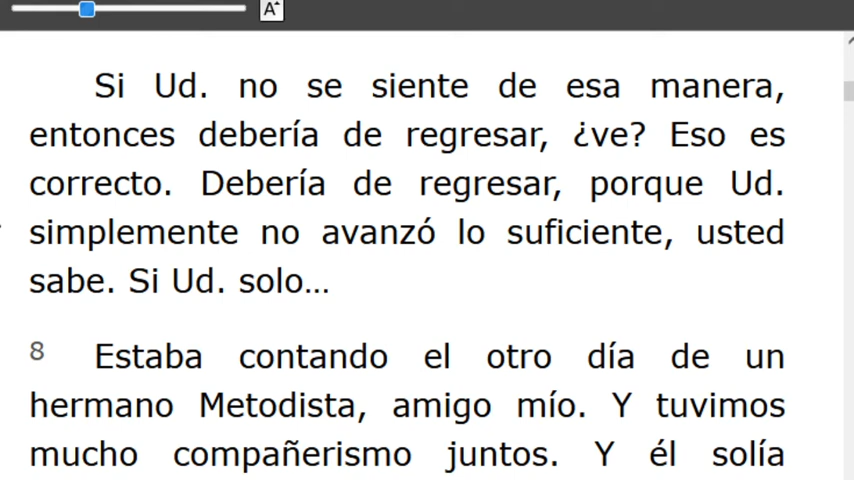 A
Si Ud. no se siente de esa manera,
entonces debería de regresar, ¿ve? Eso es
correcto. Debería de regresar, porque Ud.
simplemente no avanzó lo suficiente, usted
sabe. Si Ud. solo…
8 Estaba contando el otro día de un
hermano Metodista, amigo mío. Y tuvimos
mucho compañerismo juntos. Y él solía